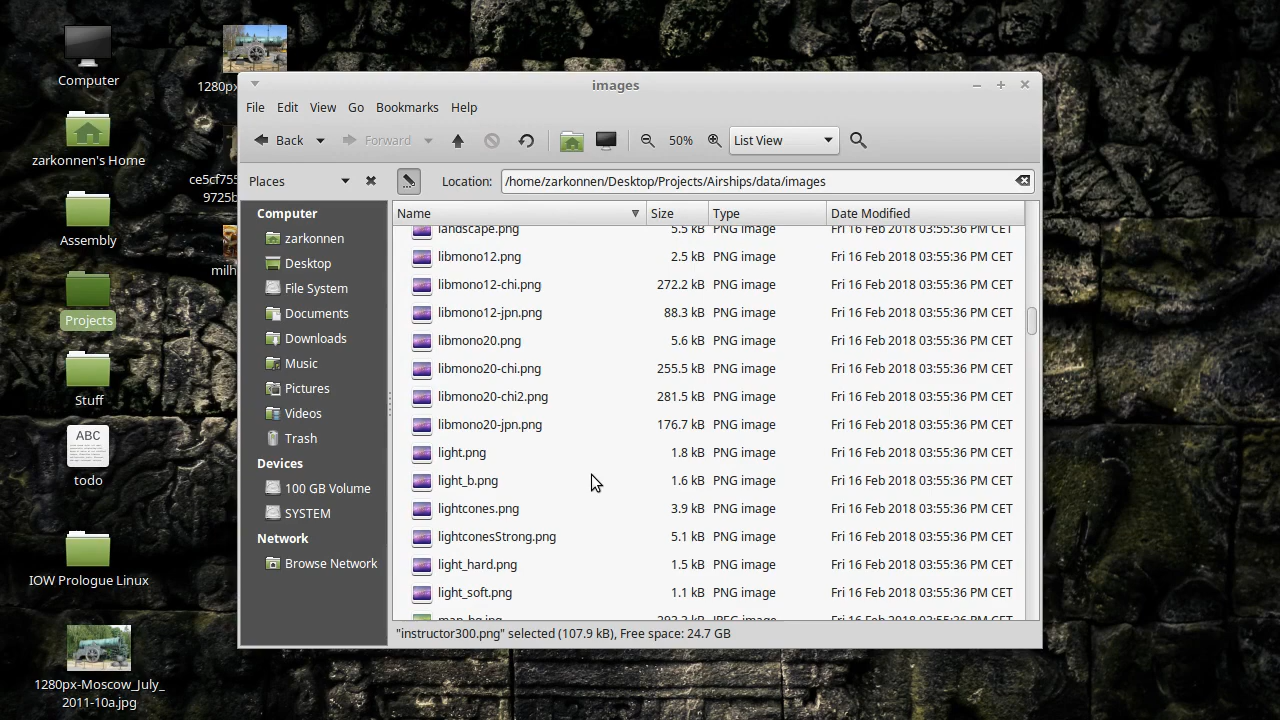 Computer
zarkonnen's Home
Assembly
Projects
Stuff
ABC
todo
IOW Prologue Linux
1280px-Moscow_July_
2011-10a.jpg
1280px
ce5cf755
9725b
milh
images
File Edit View Go Bookmarks Help
Back Forward 50% List View
Places Location: /home/zarkonnen/Desktop/Projects/Airships/data/images
Computer
zarkonnen
Desktop
File System
Documents
Downloads
Music
Pictures
Videos
Trash
Devices
100 GB Volume
SYSTEM
Network
Browse Network
Name Size Type Date Modified
landscape.png 5.5 kB PNG image Fri 16 Feb 2018 03:55:36 PM CET
libmono12.png 2.5 kB PNG image Fri 16 Feb 2018 03:55:36 PM CET
libmono12-chi.png 272.2 kB PNG image Fri 16 Feb 2018 03:55:36 PM CET
libmono12-jpn.png 88.3 kB PNG image Fri 16 Feb 2018 03:55:36 PM CET
libmono20.png 5.6 kB PNG image Fri 16 Feb 2018 03:55:36 PM CET
libmono20-chi.png 255.5 kB PNG image Fri 16 Feb 2018 03:55:36 PM CET
libmono20-chi2.png 281.5 kB PNG image Fri 16 Feb 2018 03:55:36 PM CET
libmono20-jpn.png 176.7 kB PNG image Fri 16 Feb 2018 03:55:36 PM CET
light.png 1.8 kB PNG image Fri 16 Feb 2018 03:55:36 PM CET
light_b.png 1.6 kB PNG image Fri 16 Feb 2018 03:55:36 PM CET
lightcones.png 3.9 kB PNG image Fri 16 Feb 2018 03:55:36 PM CET
lightconesStrong.png 5.1 kB PNG image Fri 16 Feb 2018 03:55:36 PM CET
light_hard.png 1.5 kB PNG image Fri 16 Feb 2018 03:55:36 PM CET
light_soft.png 1.1 kB PNG image Fri 16 Feb 2018 03:55:36 PM CET
JPEG image Fri 16 Feb 2018 03:55:36 PM CET
"instructor300.png" selected (107.9 kB), Free space: 24.7 GB